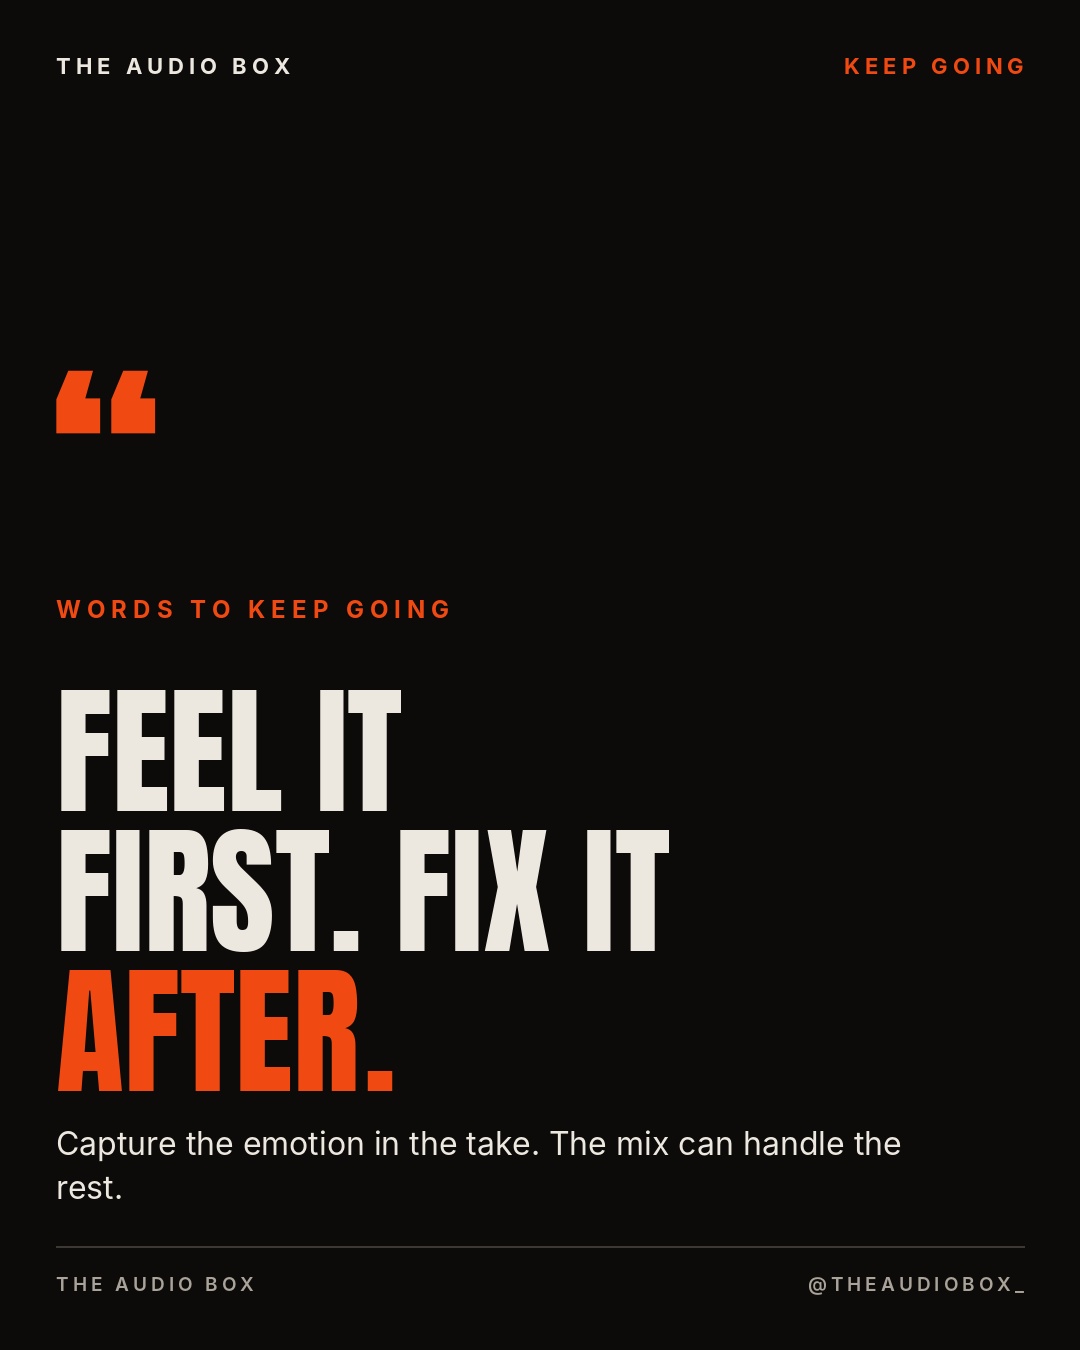 THE AUDIO BOX
KEEP GOING
❝
WORDS TO KEEP GOING
FEEL IT
FIRST. FIX IT
AFTER.
Capture the emotion in the take. The mix can handle the
rest.
THE AUDIO BOX
@THEAUDIOBOX_